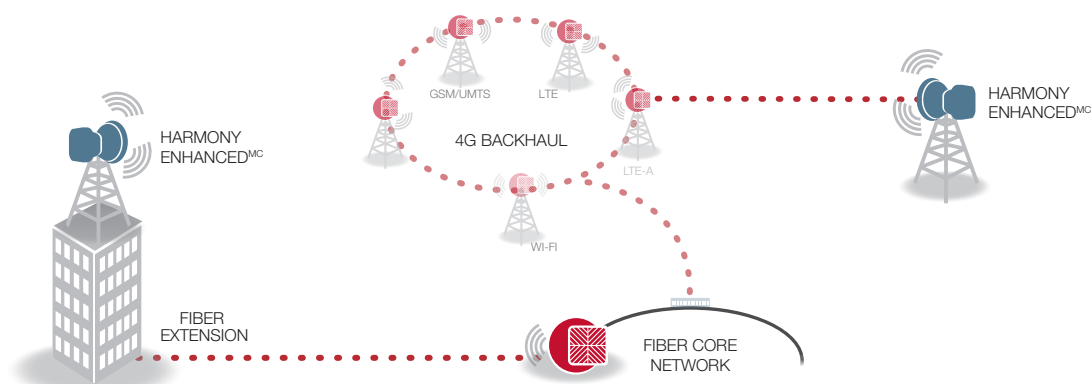 GSM/UMTS
LTE
HARMONY
ENHANCEDMC
HARMONY
ENHANCEDMC
4G BACKHAUL
LTE-A
WI-FI
FIBER
EXTENSION
FIBER CORE
NETWORK